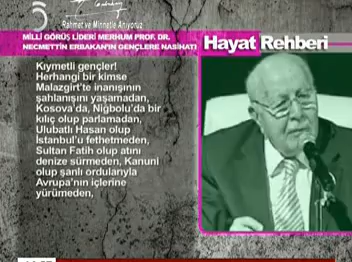 Rahmet ve Minnetle Anıyoruz
MİLLİ GÖRÜŞ LİDERİ MERHUM PROF. DR.
NECMETTİN ERBAKAN'IN GENÇLERE NASİHATI
Hayat Rehberi
Kıymetli gençler!
Herhangi bir kimse
Malazgirt'te inanışının
şahlanışını yaşamadan,
Kosova'da, Niğbolu'da bir
kılıç olup parlamadan,
Ulubatlı Hasan olup
İstanbul'u fethetmeden,
Sultan Fatih olup atını
denize sürmeden, Kanuni
olup şanlı ordularıyla
Avrupa'nın içlerine
yürümeden,